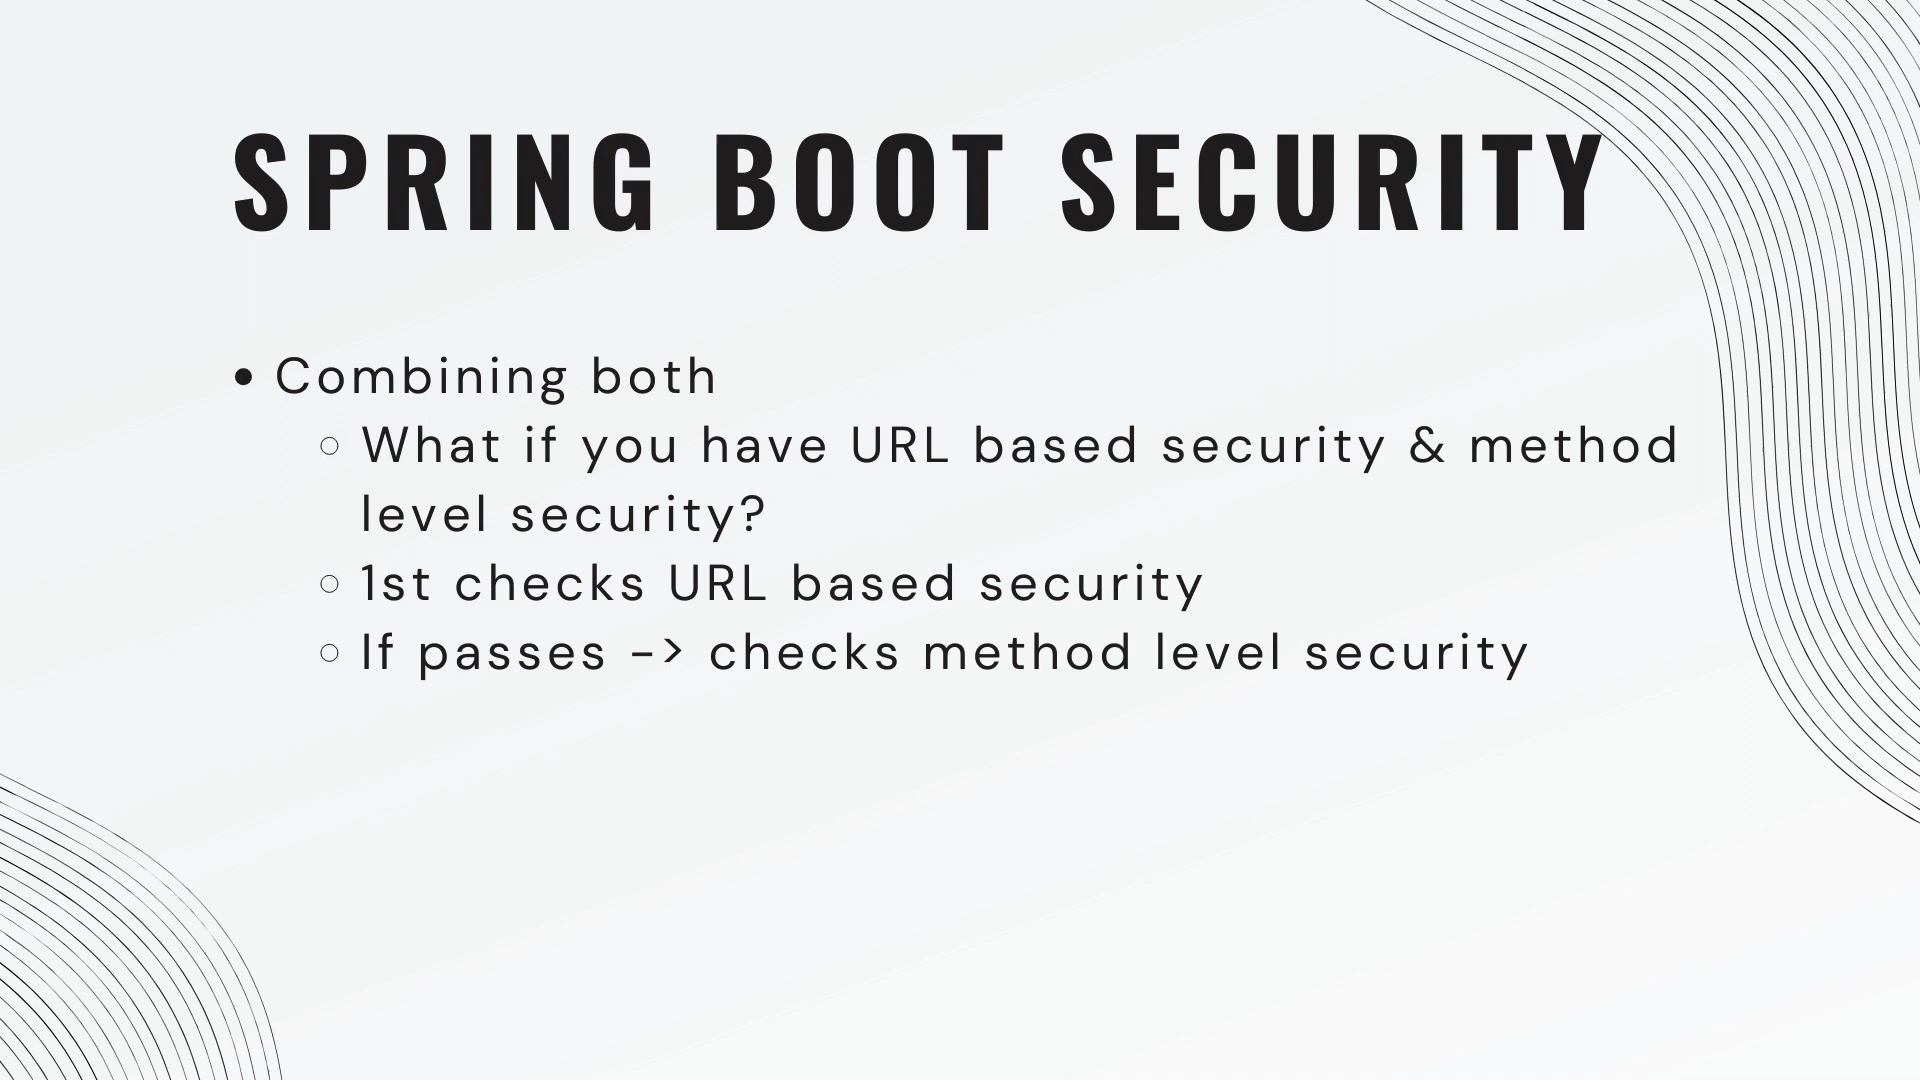 SPRING BOOT SECURITY
• Combining both
○ What if you have URL based security & method
level security?
○ 1st checks URL based security
○ If passes -> checks method level security